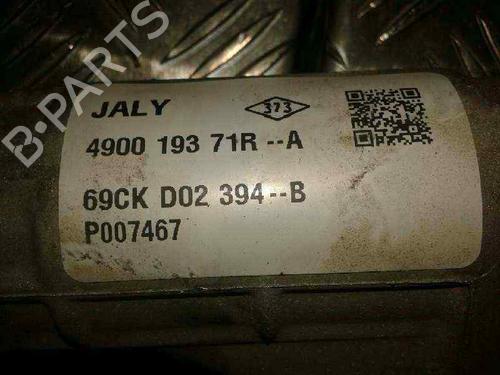 B-PARTS
JALY
373
4900 193 71R --A
69CK D02 394--B
P007467